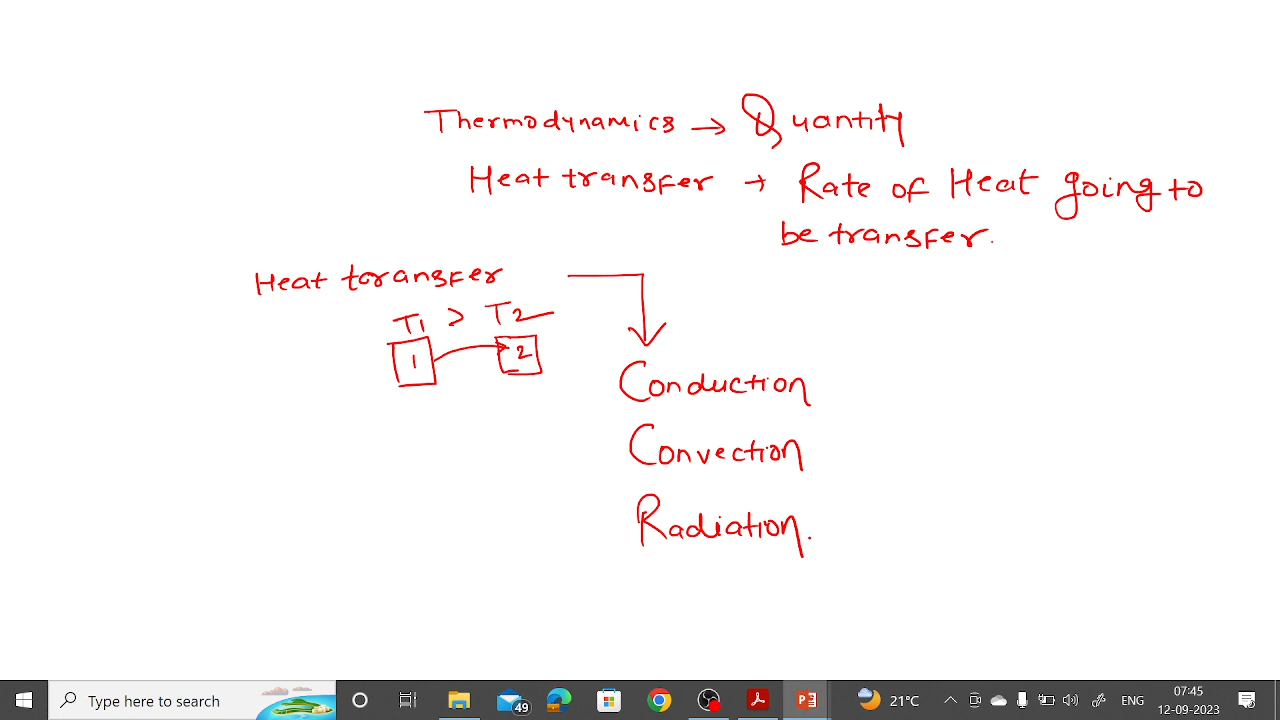 Thermodynamics → Quantity
Heat transfer → Rate of Heat going to
be transfer.
Heat transfer
T1 > T2
1 → 2
Conduction
Convection
Radiation.
Type here to search
49
21°C
ENG
07:45
12-09-2023